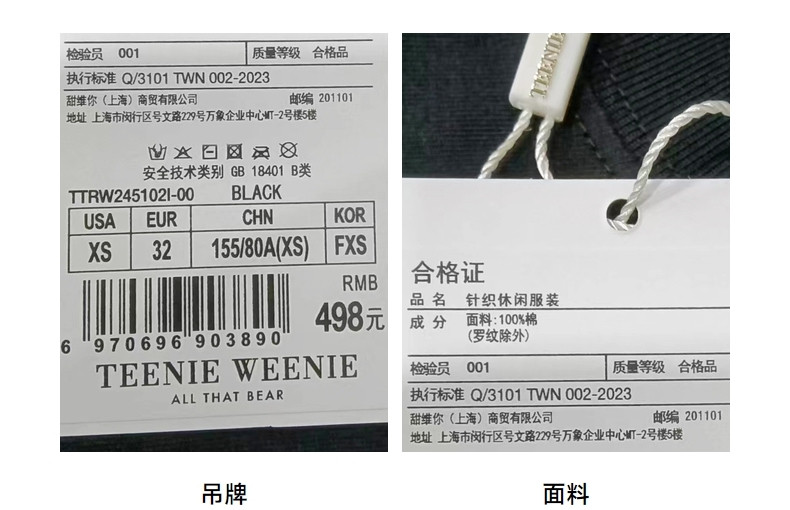 检验员 001 质量等级 合格品
执行标准 Q/3101 TWN 002-2023
甜维你（上海）商贸有限公司 邮编 201101
地址 上海市闵行区号文路229号万象企业中心MT-2号楼5楼
安全技术类别 GB 18401 B类
TTRW245102I-00 BLACK
USA EUR CHN KOR
XS 32 155/80A(XS) FXS
RMB
498元
6 970696 903890
TEENIE WEENIE
ALL THAT BEAR
吊牌
合格证
品 名 针织休闲服装
成 分 面料:100%棉
(罗纹除外)
检验员 001 质量等级 合格品
执行标准 Q/3101 TWN 002-2023
甜维你（上海）商贸有限公司 邮编 201101
地址 上海市闵行区号文路229号万象企业中心MT-2号楼5楼
面料